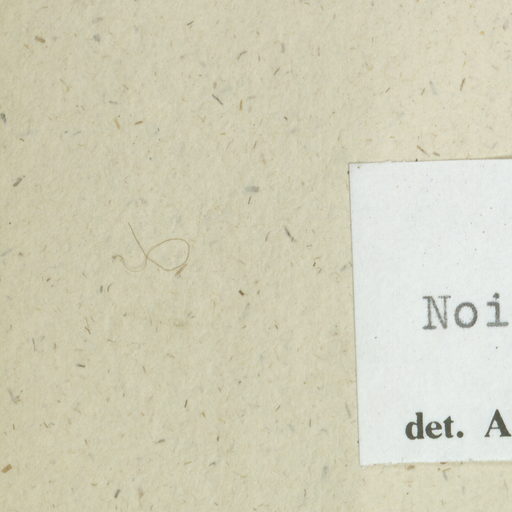 Noi
det. A